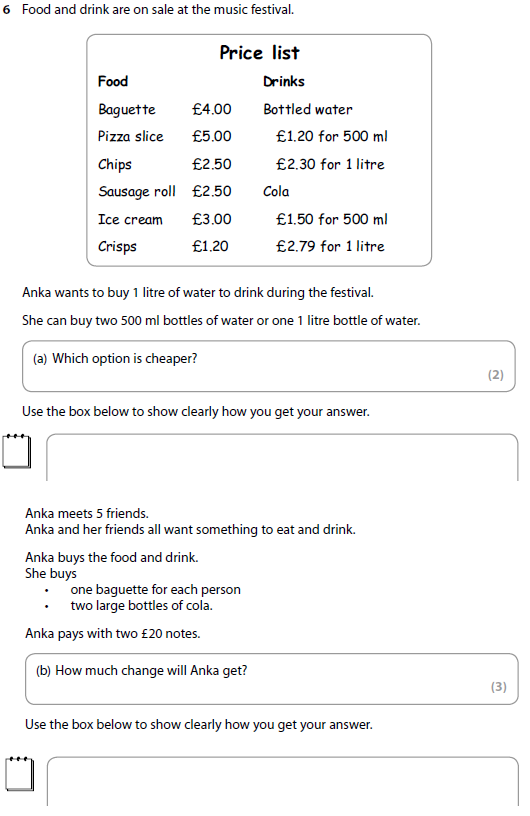 6 Food and drink are on sale at the music festival.
Price list
Food Drinks
Baguette £4.00 Bottled water
Pizza slice £5.00 £1.20 for 500 ml
Chips £2.50 £2.30 for 1 litre
Sausage roll £2.50 Cola
Ice cream £3.00 £1.50 for 500 ml
Crisps £1.20 £2.79 for 1 litre
Anka wants to buy 1 litre of water to drink during the festival.
She can buy two 500 ml bottles of water or one 1 litre bottle of water.
(a) Which option is cheaper?
(2)
Use the box below to show clearly how you get your answer.
Anka meets 5 friends.
Anka and her friends all want something to eat and drink.
Anka buys the food and drink.
She buys
• one baguette for each person
• two large bottles of cola.
Anka pays with two £20 notes.
(b) How much change will Anka get?
(3)
Use the box below to show clearly how you get your answer.